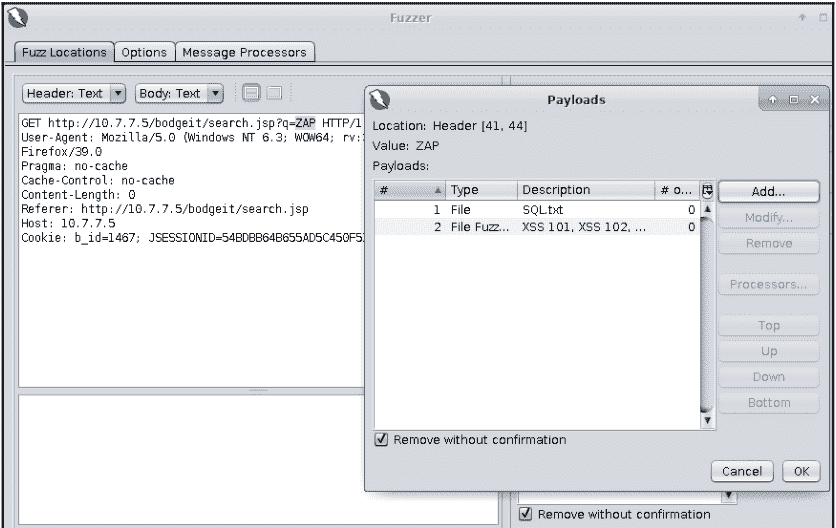 Fuzzer
Fuzz Locations Options Message Processors
Header: Text Body: Text
GET http://10.7.7.5/bodgeit/search.jsp?q=ZAP HTTP/1
User-Agent: Mozilla/5.0 (Windows NT 6.3; WOW64; rv:
Firefox/39.0
Pragma: no-cache
Cache-Control: no-cache
Content-Length: 0
Referer: http://10.7.7.5/bodgeit/search.jsp
Host: 10.7.7.5
Cookie: b_id=1467; JSESSIONID=54BDBB64B655AD5C450F5
Payloads
Location: Header [41, 44]
Value: ZAP
Payloads:
# Type Description # o...
1 File SQL.txt 0
2 File Fuzz... XSS 101, XSS 102, ... 0
Add...
Modify...
Remove
Processors...
Top
Up
Down
Bottom
Remove without confirmation
Cancel OK
Remove without confirmation